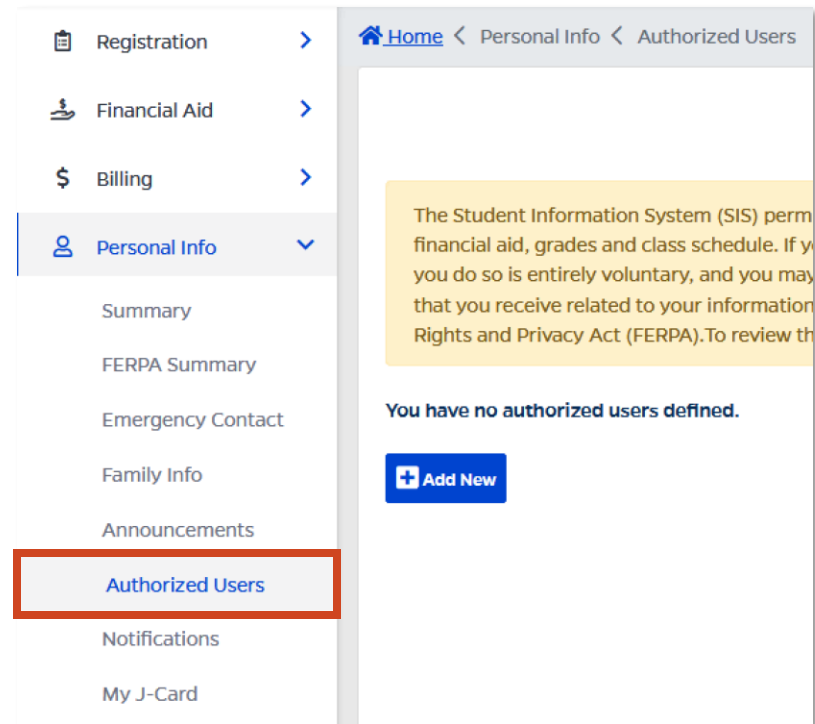 Registration
Financial Aid
Billing
Personal Info
Summary
FERPA Summary
Emergency Contact
Family Info
Announcements
Authorized Users
Notifications
My J-Card
Home < Personal Info < Authorized Users
The Student Information System (SIS) perm
financial aid, grades and class schedule. If y
you do so is entirely voluntary, and you may
that you receive related to your information
Rights and Privacy Act (FERPA).To review th
You have no authorized users defined.
Add New